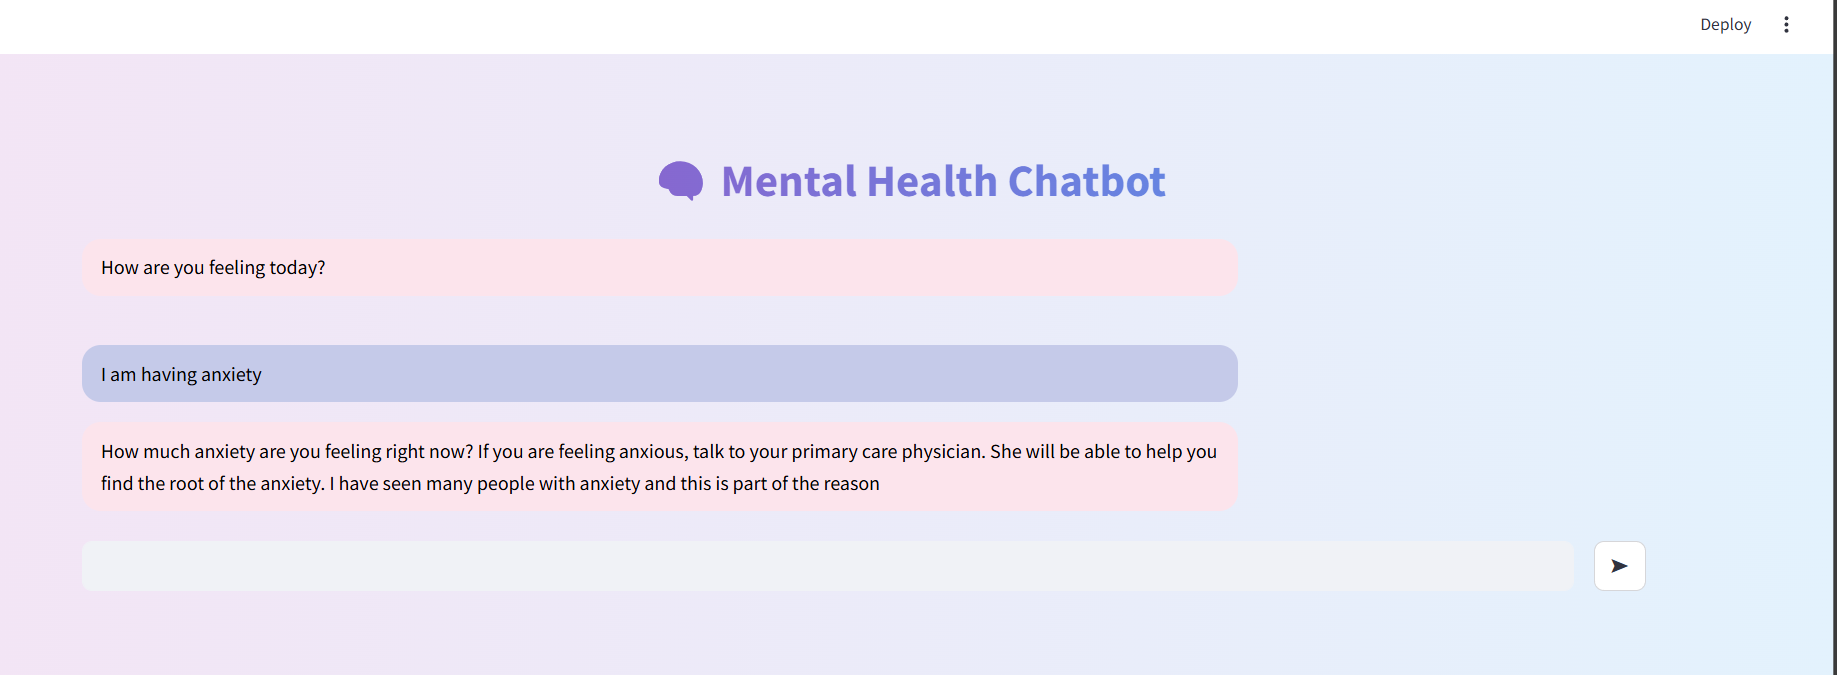 Deploy
Mental Health Chatbot
How are you feeling today?
I am having anxiety
How much anxiety are you feeling right now? If you are feeling anxious, talk to your primary care physician. She will be able to help you
find the root of the anxiety. I have seen many people with anxiety and this is part of the reason